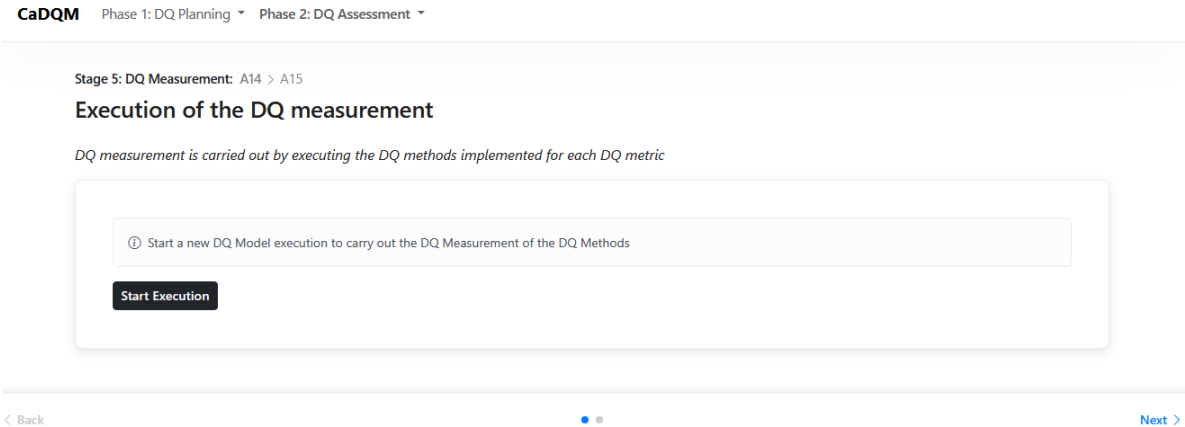 CaDQM Phase 1: DQ Planning Phase 2: DQ Assessment
Stage 5: DQ Measurement: A14 > A15
Execution of the DQ measurement
DQ measurement is carried out by executing the DQ methods implemented for each DQ metric
Start a new DQ Model execution to carry out the DQ Measurement of the DQ Methods
Start Execution
< Back Next >